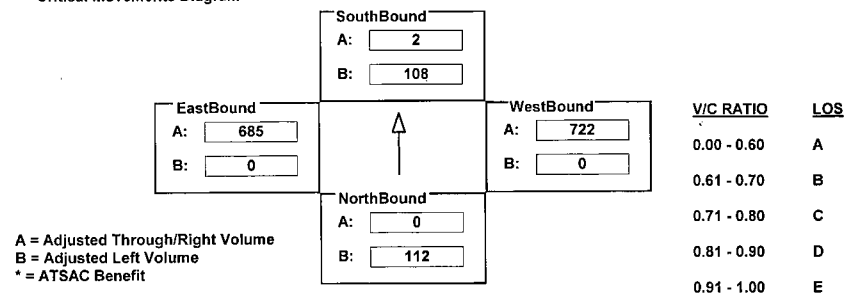 Critical Movements Diagram
SouthBound
A: 2
B: 108
EastBound
A: 685
B: 0
WestBound
A: 722
B: 0
NorthBound
A: 0
B: 112
A = Adjusted Through/Right Volume
B = Adjusted Left Volume
* = ATSAC Benefit
V/C RATIO LOS
0.00 - 0.60 A
0.61 - 0.70 B
0.71 - 0.80 C
0.81 - 0.90 D
0.91 - 1.00 E